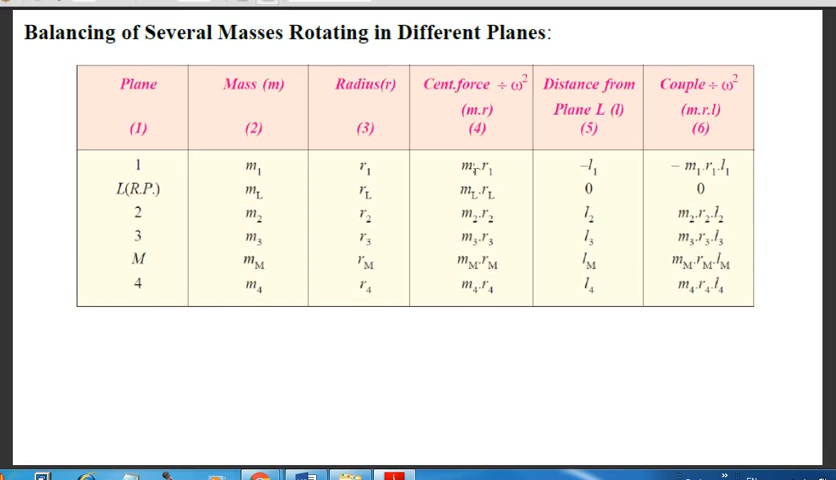 Balancing of Several Masses Rotating in Different Planes:
Plane Mass (m) Radius(r) Cent.force ÷ ω² Distance from Couple ÷ ω²
(m.r) Plane L (l) (m.r.l)
(1) (2) (3) (4) (5) (6)
1 m₁ r₁ m₁.r₁ –l₁ – m₁.r₁.l₁
L(R.P.) m_L r_L m_L.r_L 0 0
2 m₂ r₂ m₂.r₂ l₂ m₂.r₂.l₂
3 m₃ r₃ m₃.r₃ l₃ m₃.r₃.l₃
M m_M r_M m_M.r_M l_M m_M.r_M.l_M
4 m₄ r₄ m₄.r₄ l₄ m₄.r₄.l₄